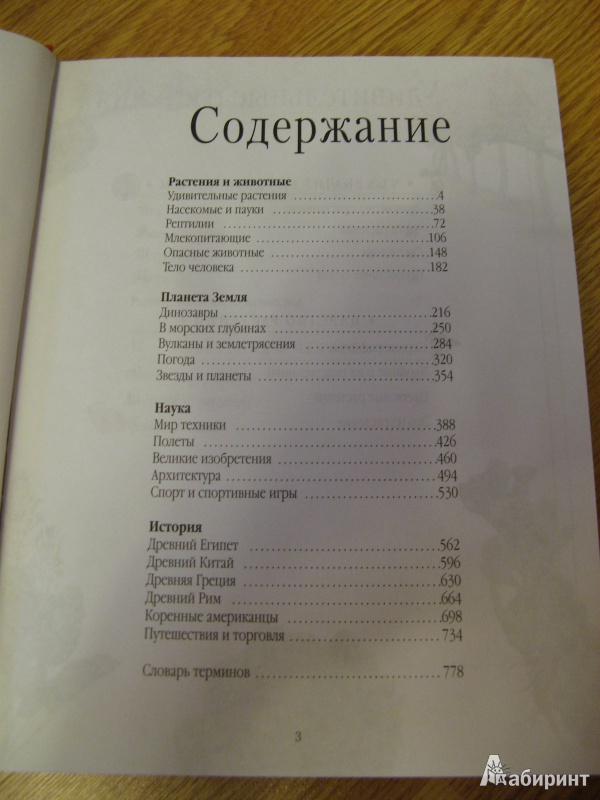 Содержание
Растения и животные
Удивительные растения 4
Насекомые и пауки 38
Рептилии 72
Млекопитающие 106
Опасные животные 148
Тело человека 182
Планета Земля
Динозавры 216
В морских глубинах 250
Вулканы и землетрясения 284
Погода 320
Звезды и планеты 354
Наука
Мир техники 388
Полеты 426
Великие изобретения 460
Архитектура 494
Спорт и спортивные игры 530
История
Древний Египет 562
Древний Китай 596
Древняя Греция 630
Древний Рим 664
Коренные американцы 698
Путешествия и торговля 734
Словарь терминов 778
3
Лабиринт